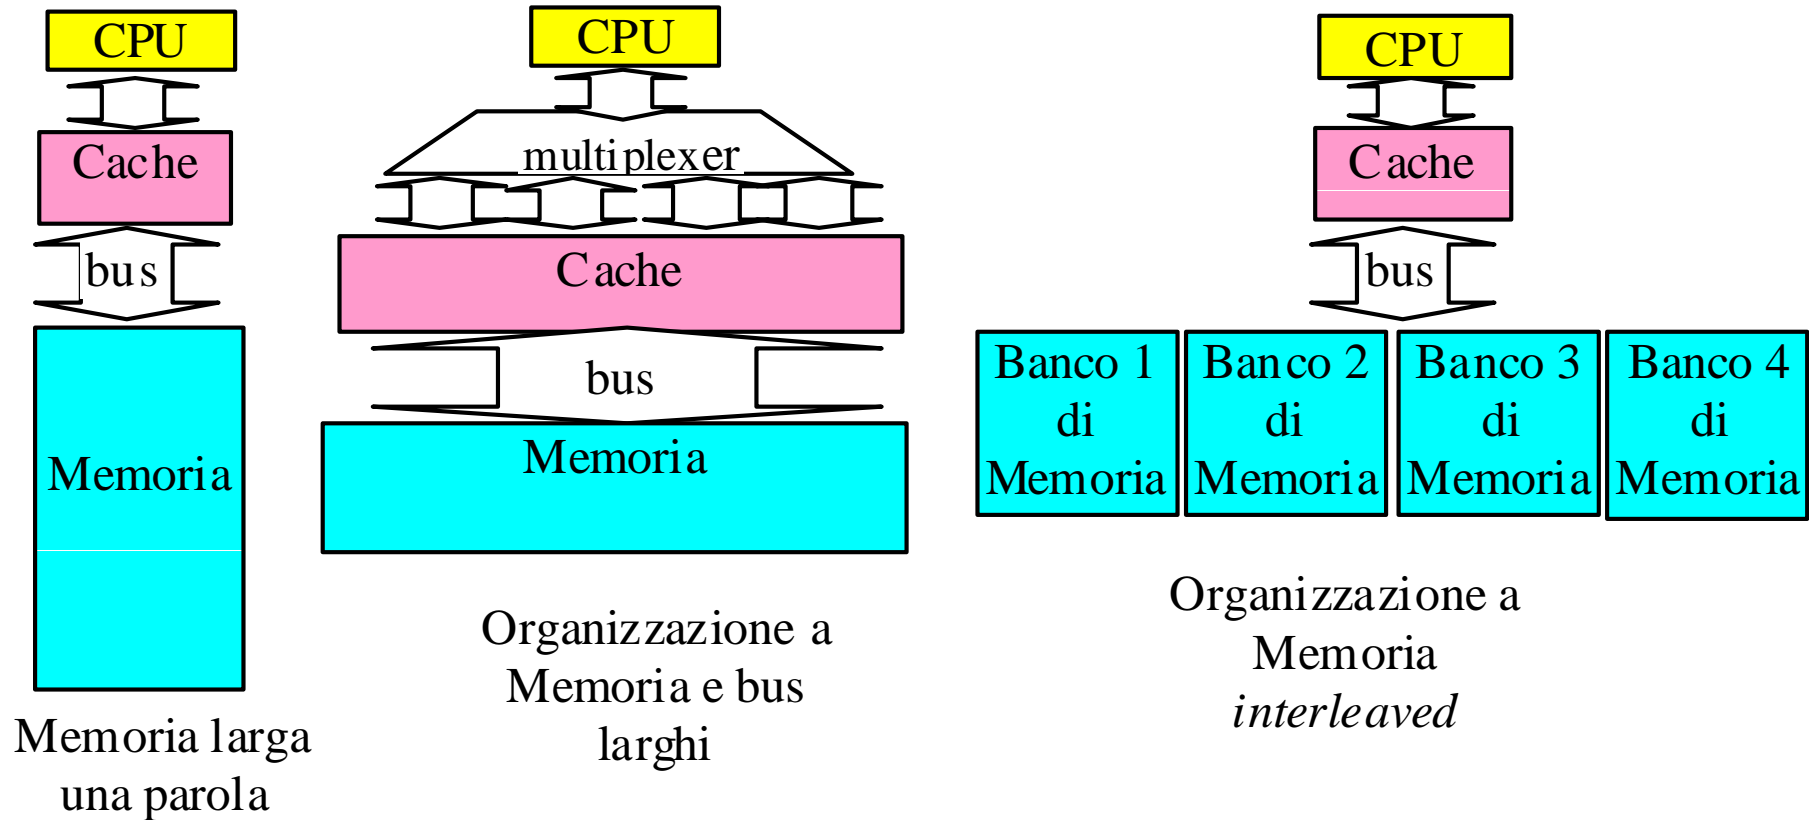 CPU
Cache
bus
Memoria
Memoria larga
una parola
CPU
multiplexer
Cache
bus
Memoria
Organizzazione a
Memoria e bus
larghi
CPU
Cache
bus
Banco 1
di
Memoria
Banco 2
di
Memoria
Banco 3
di
Memoria
Banco 4
di
Memoria
Organizzazione a
Memoria
interleaved